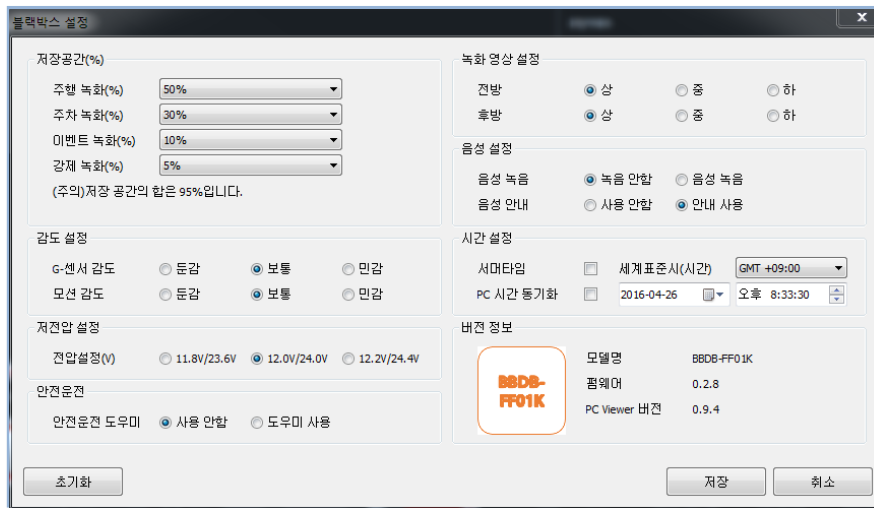 블랙박스 설정
저장공간(%)
주행 녹화(%) 50%
주차 녹화(%) 30%
이벤트 녹화(%) 10%
강제 녹화(%) 5%
(주의)저장 공간의 합은 95%입니다.
감도 설정
G-센서 감도 둔감 보통 민감
모션 감도 둔감 보통 민감
저전압 설정
전압설정(V) 11.8V/23.6V 12.0V/24.0V 12.2V/24.4V
안전운전
안전운전 도우미 사용 안함 도우미 사용
녹화 영상 설정
전방 상 중 하
후방 상 중 하
음성 설정
음성 녹음 녹음 안함 음성 녹음
음성 안내 사용 안함 안내 사용
시간 설정
서머타임 세계표준시(시간) GMT +09:00
PC 시간 동기화 2016-04-26 오후 8:33:30
버전 정보
BBDB-
FF01K
모델명 BBDB-FF01K
펌웨어 0.2.8
PC Viewer 버전 0.9.4
초기화 저장 취소